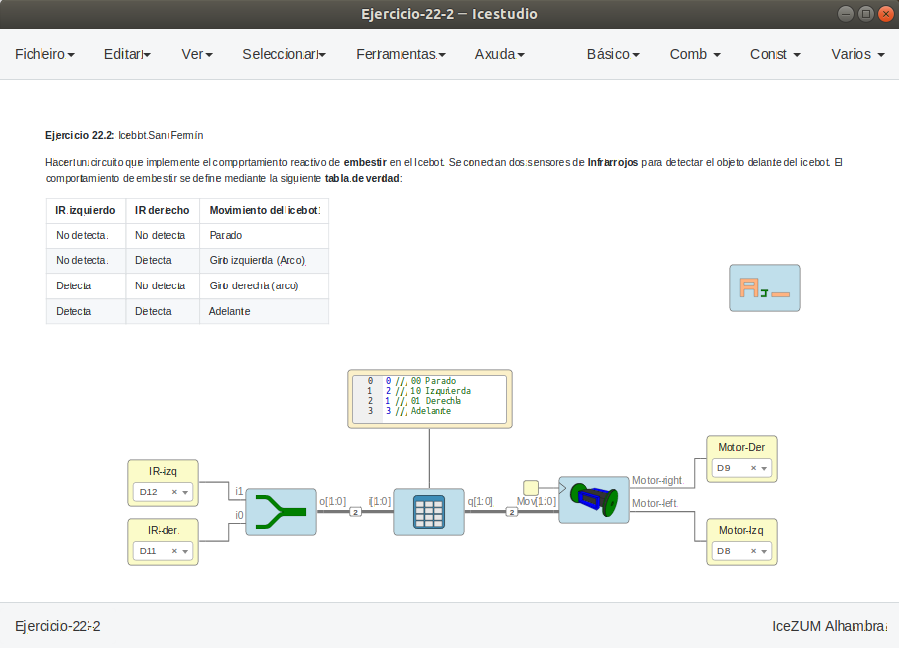 Ejercicio-22-2 – Icestudio
Fichero Editar Ver Seleccionar Ferramentas Axuda Básico Comb Const Varios
Ejercicio 22.2: Icebot San Fermín
Hacer un circuito que implemente el comportamiento reactivo de embestir en el Icebot. Se conectan dos sensores de Infrarrojos para detectar el objeto delante del icebot. El
comportamiento de embestir se define mediante la siguiente tabla de verdad:
IR izquierdo IR derecho Movimiento del icebot
No detecta. No detecta Parado
No detecta. Detecta Giro izquierda (Arco)
Detecta No detecta Giro derecha (arco)
Detecta Detecta Adelante
0 0 // 00 Parado
1 2 // 10 Izquierda
2 1 // 01 Derecha
3 3 // Adelante
IR-izq
D12
IR-der.
D11
i1
i0
o[1:0]
2
i[1:0]
q[1:0]
2
Mov[1:0]
Motor-right
Motor-left
Motor-Der
D9
Motor-Izq
D8
Ejercicio-22-2 IceZUM Alhambra